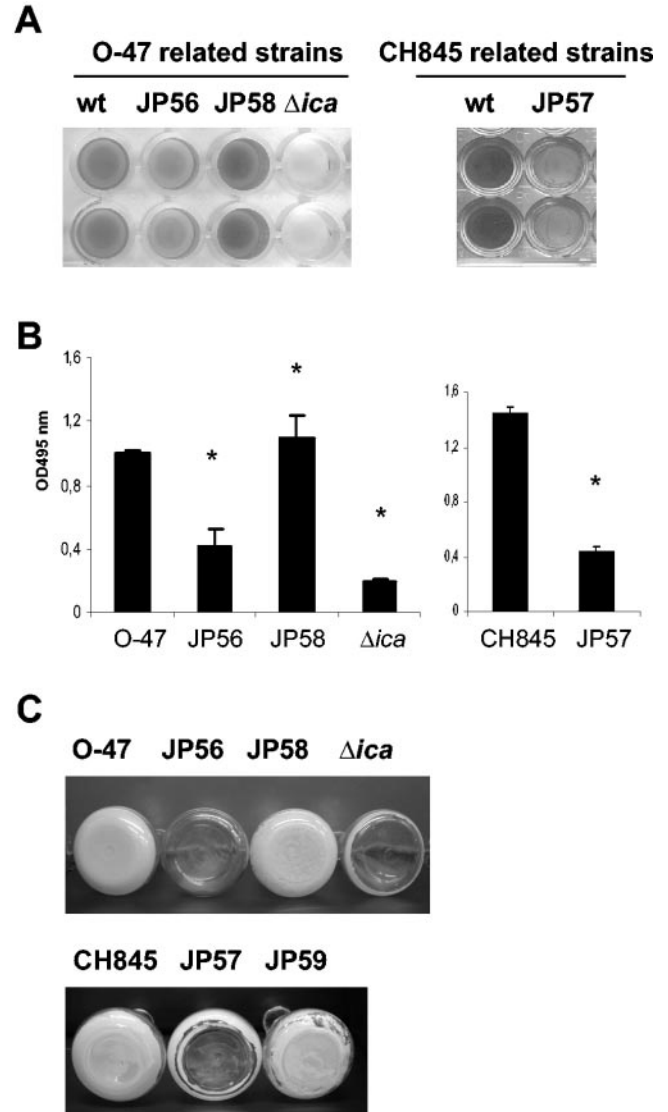 A
O-47 related strains
CH845 related strains
wt JP56 JP58 Δica
wt JP57
B
OD495 nm
1,6
1,2
0,8
0,4
0
*
*
*
O-47 JP56 JP58 Δica
1,6
1,2
0,8
0,4
0
*
CH845 JP57
C
O-47 JP56 JP58 Δica
CH845 JP57 JP59